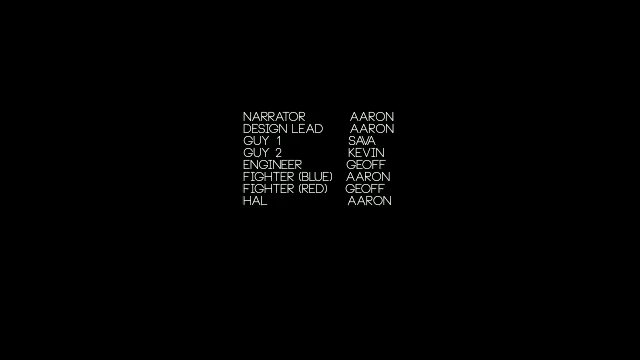 NARRATOR AARON
DESIGN LEAD AARON
GUY 1 SAVA
GUY 2 KEVIN
ENGINEER GEOFF
FIGHTER (BLUE) AARON
FIGHTER (RED) GEOFF
HAL AARON